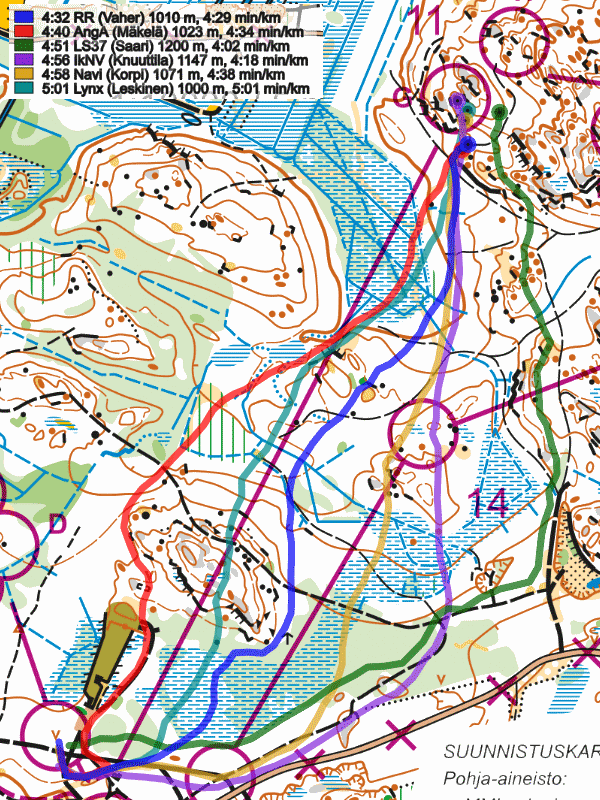 4:32 RR (Vaher) 1010 m, 4:29 min/km
4:40 AngA (Mäkelä) 1023 m, 4:34 min/km
4:51 LS37 (Saari) 1200 m, 4:02 min/km
4:56 IkNV (Knuuttila) 1147 m, 4:18 min/km
4:58 Navi (Korpi) 1071 m, 4:38 min/km
5:01 Lynx (Leskinen) 1000 m, 5:01 min/km
11
G
14
D
SUUNNISTUSKAR
Pohja-aineisto: